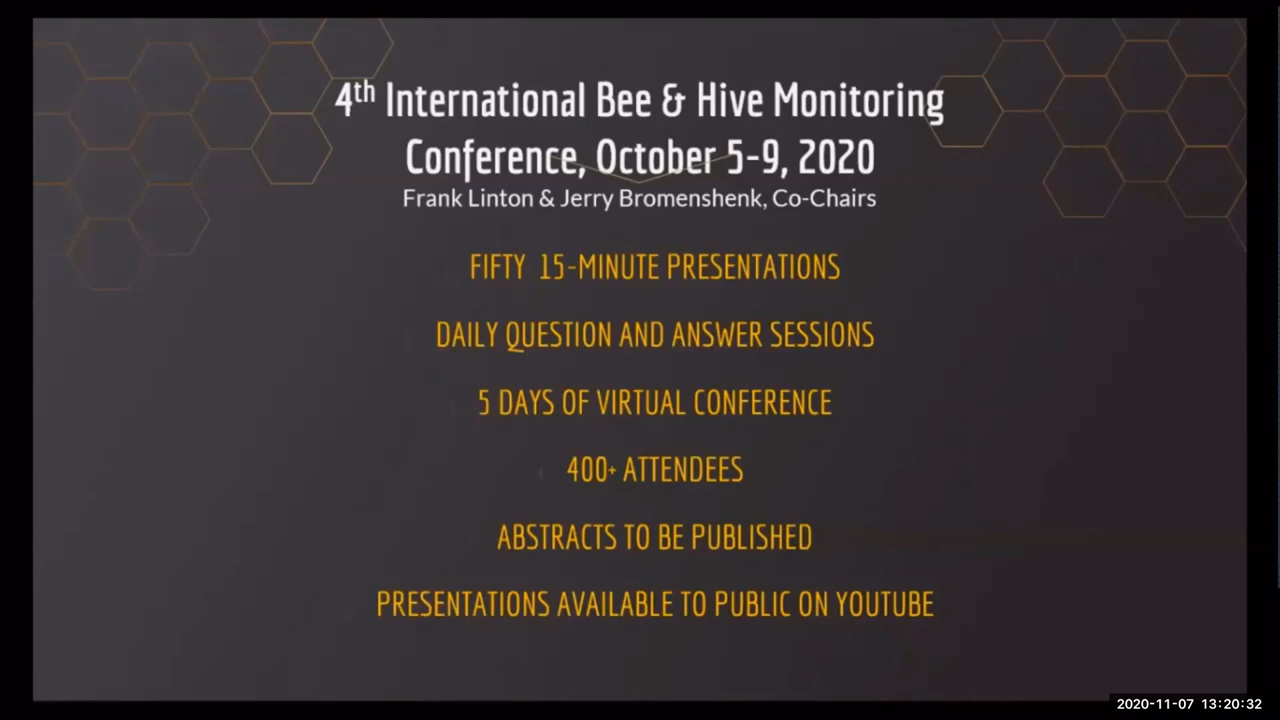 4th International Bee & Hive Monitoring
Conference, October 5-9, 2020
Frank Linton & Jerry Bromenshenk, Co-Chairs
FIFTY 15-MINUTE PRESENTATIONS
DAILY QUESTION AND ANSWER SESSIONS
5 DAYS OF VIRTUAL CONFERENCE
400+ ATTENDEES
ABSTRACTS TO BE PUBLISHED
PRESENTATIONS AVAILABLE TO PUBLIC ON YOUTUBE
2020-11-07 13:20:32